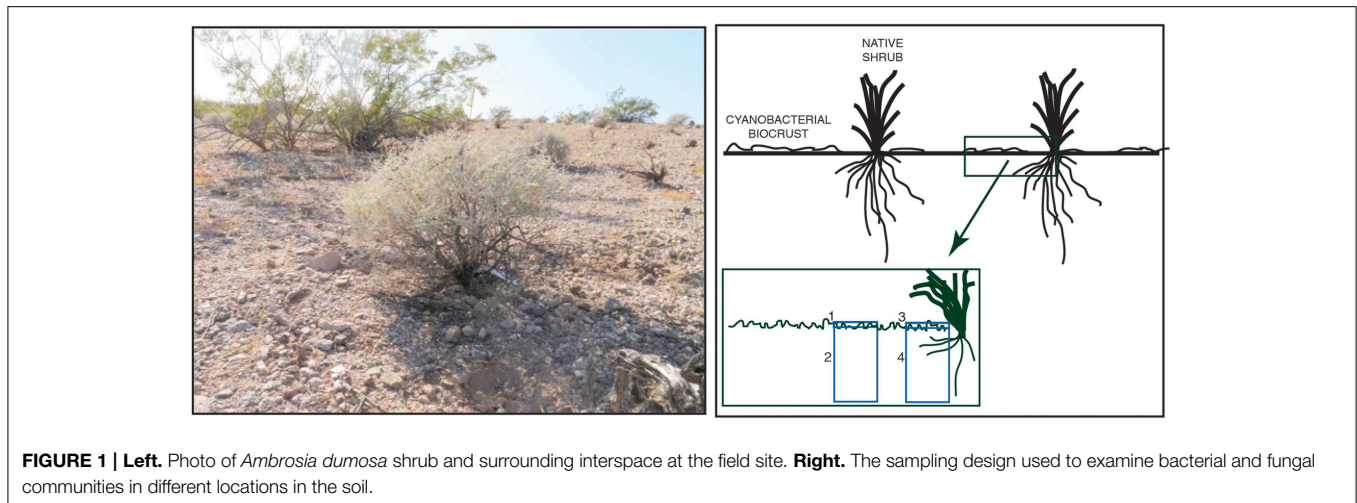 NATIVE
SHRUB
CYANOBACTERIAL
BIOCRUST
1
3
2
4
FIGURE 1 | Left. Photo of Ambrosia dumosa shrub and surrounding interspace at the field site. Right. The sampling design used to examine bacterial and fungal
communities in different locations in the soil.